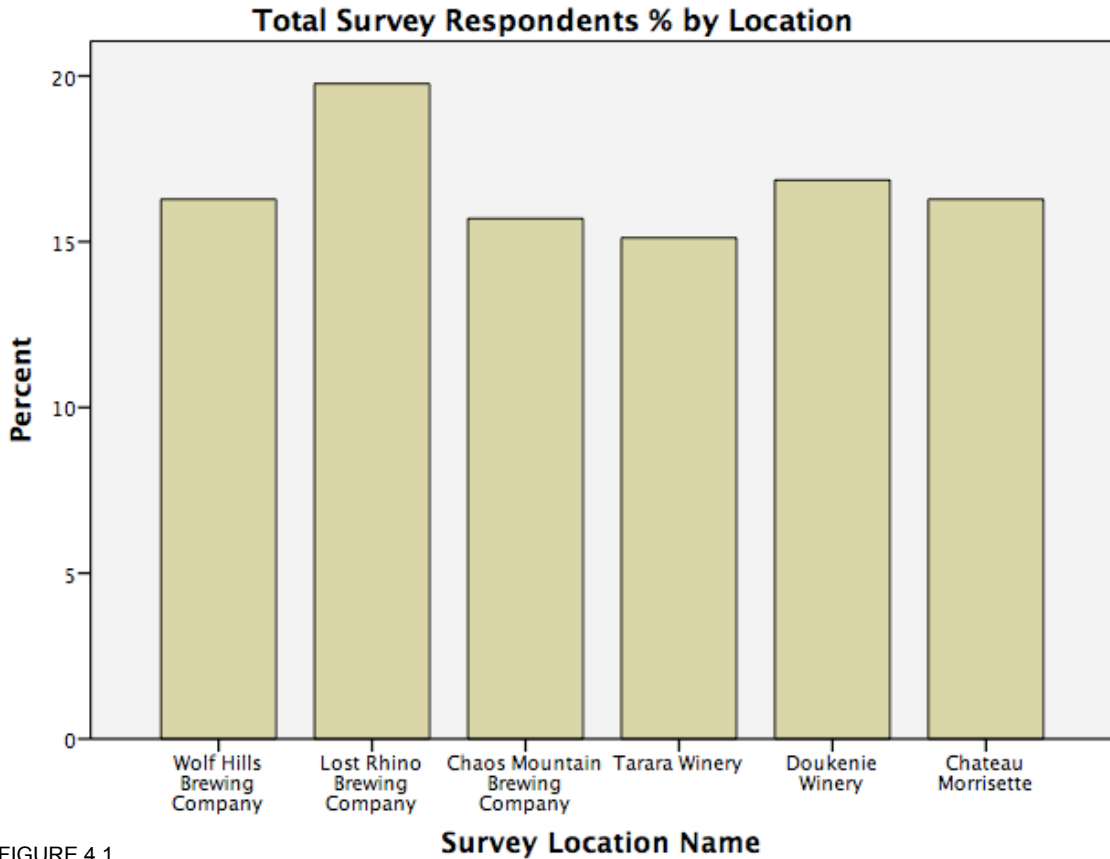 Total Survey Respondents % by Location
Percent
20
15
10
5
0
Wolf Hills
Brewing
Company
Lost Rhino
Brewing
Company
Chaos Mountain
Brewing
Company
Tarara Winery
Doukenie
Winery
Chateau
Morrisette
Survey Location Name
FIGURE 4.1